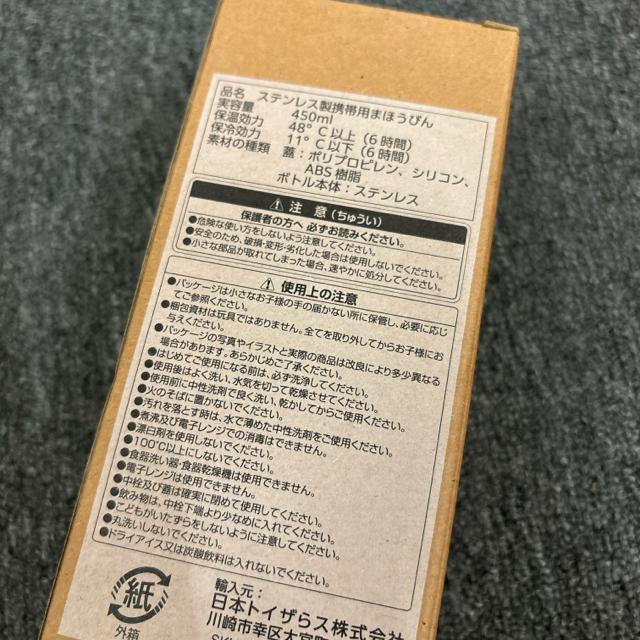 品名 ステンレス製携帯用まほうびん
実容量 450ml
保温効力 48°C以上(6時間)
保冷効力 11°C以下(6時間)
素材の種類 蓋:ポリプロピレン、シリコン、
ABS樹脂
ボトル本体:ステンレス
⚠注 意(ちゅうい)
保護者の方へ 必ずお読みください。
●危険な使い方をしないよう注意してください。
●安全のため、破損・変形・劣化した場合は使用しないでください。
●小さな部品が取れてしまった場合、速やかに処分してください。
⚠使用上の注意
●パッケージは小さなお子様の手の届かない所に保管し、必要に応じ
てご参照ください。
●梱包資材は玩具ではありません。全てを取り外してからお子様にお
与えください。
●パッケージの写真やイラストと実際の商品は改良により多少異なる
場合があります。あらかじめご了承ください。
●はじめてご使用になる前は、必ず洗浄してください。
●使用後はよく洗い、水気を切って乾燥させてください。
●使用前に中性洗剤で良く洗い、乾かしてからご使用ください。
●火のそばに置かないでください。
●汚れを落とす時は、水で薄めた中性洗剤をご使用ください。
●煮沸及び電子レンジでの消毒はできません。
●漂白剤を使用しないでください。
●100℃以上にしないでください。
●食器洗い器・食器乾燥機は使用できません。
●電子レンジは使用できません。
●中栓及び蓋は確実に閉めて使用してください。
●飲み物は、中栓下端より少なめに入れてください。
●こどもがいたずらをしないように注意してください。
●丸洗いしないでください。
●ドライアイス又は炭酸飲料は入れないでください。
紙
外箱
輸入元:
日本トイザらス株式会社
川崎市幸区大宮町